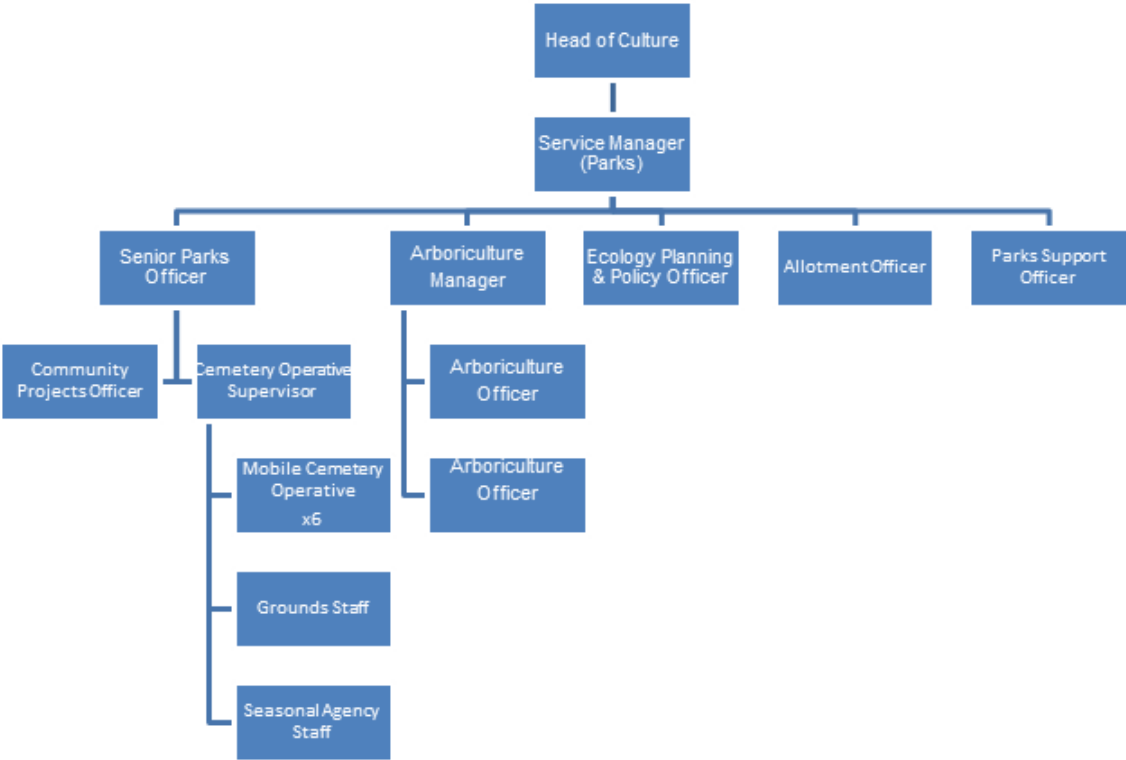 Head of Culture
Service Manager
(Parks)
Senior Parks
Officer
Arboriculture
Manager
Ecology Planning
& Policy Officer
Allotment Officer
Parks Support
Officer
Community
Projects Officer
Cemetery Operative
Supervisor
Arboriculture
Officer
Mobile Cemetery
Operative
x6
Arboriculture
Officer
Grounds Staff
Seasonal Agency
Staff